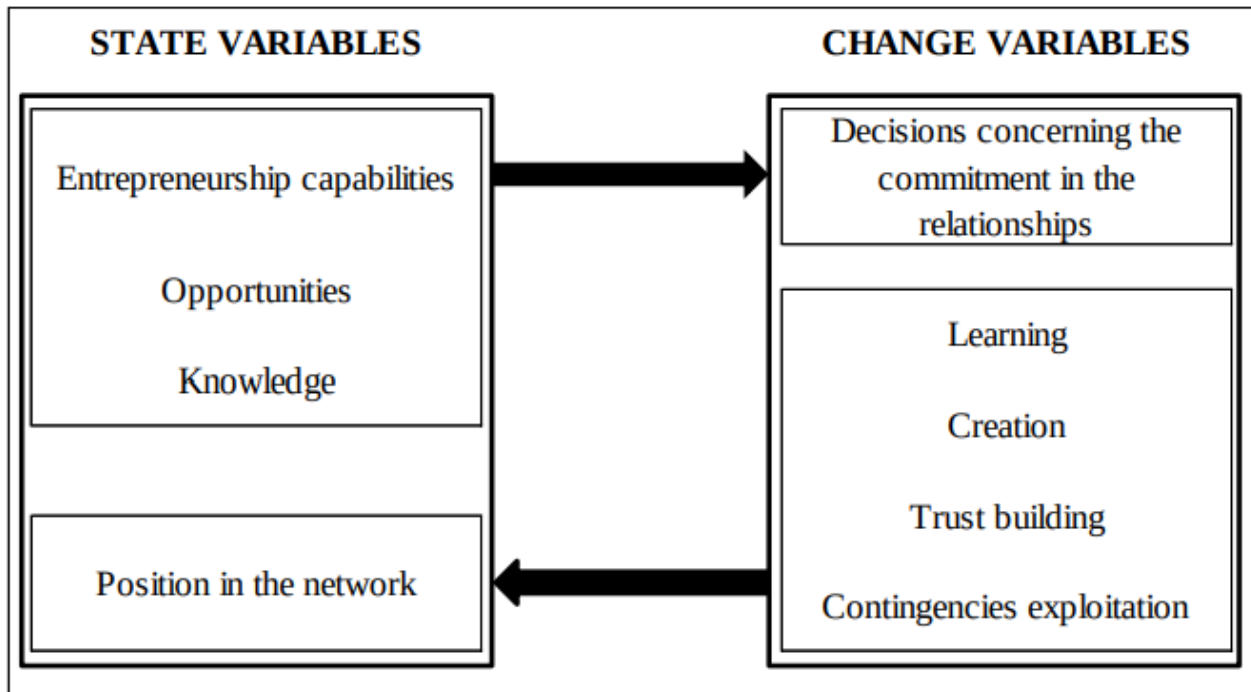 STATE VARIABLES
Entrepreneurship capabilities
Opportunities
Knowledge
Position in the network
CHANGE VARIABLES
Decisions concerning the
commitment in the
relationships
Learning
Creation
Trust building
Contingencies exploitation